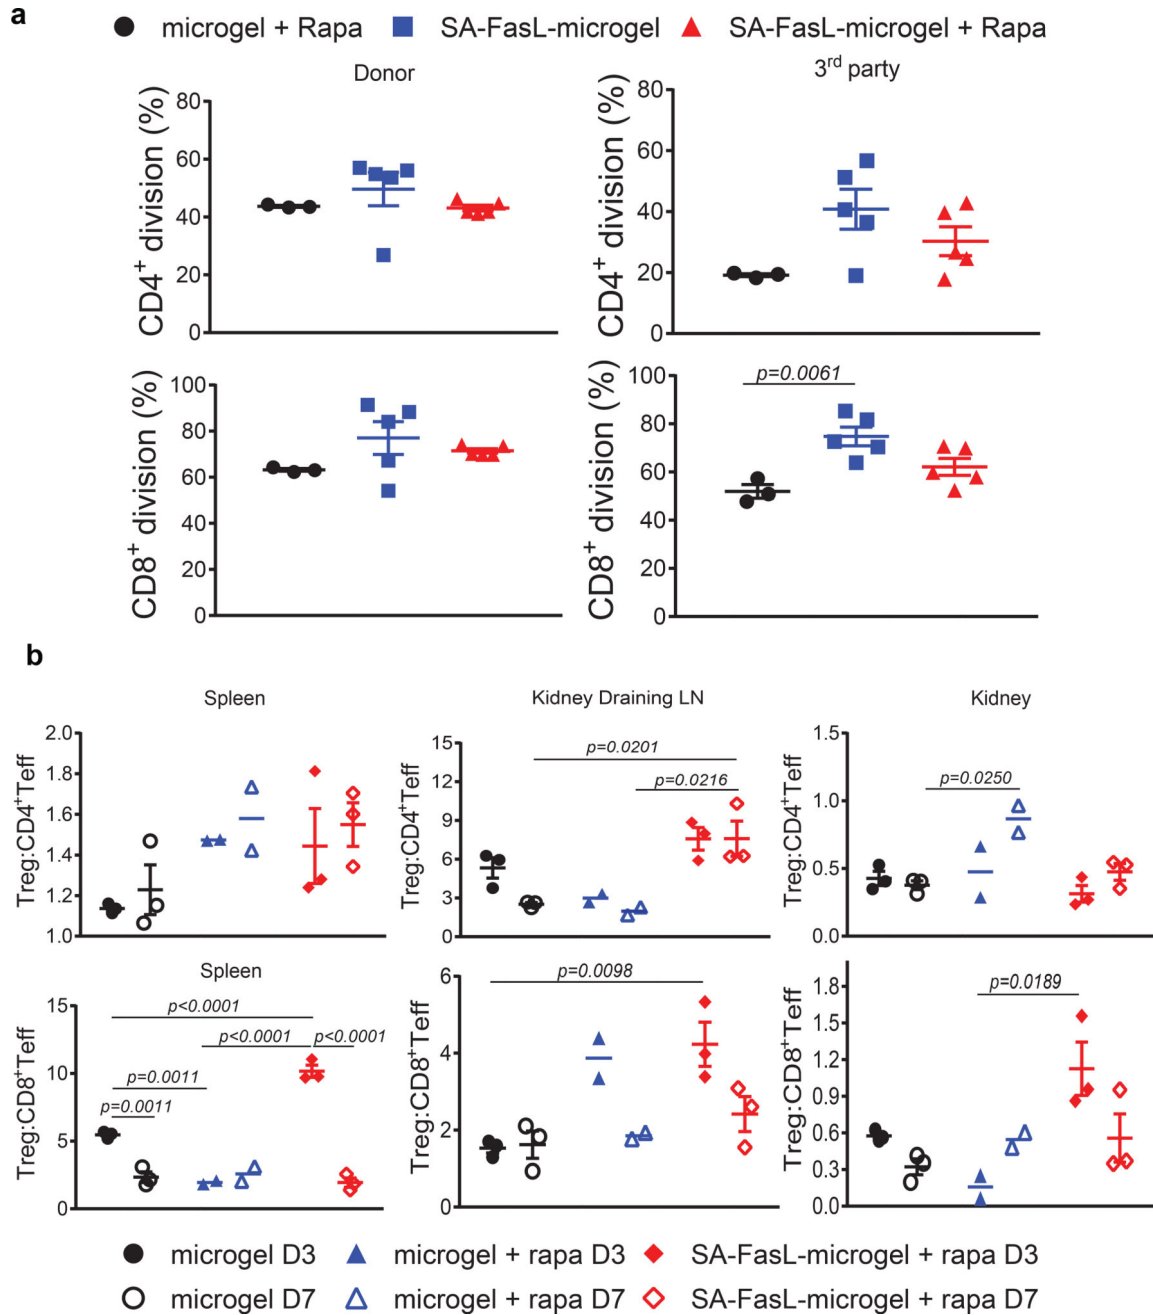 a
microgel + Rapa SA-FasL-microgel SA-FasL-microgel + Rapa
Donor 3rd party
CD4+ division (%)
80
60
40
20
0
CD4+ division (%)
80
60
40
20
0
CD8+ division (%)
100
80
60
40
20
0
CD8+ division (%)
100
80
60
40
20
0
p=0.0061
b
Spleen Kidney Draining LN Kidney
Treg:CD4+Teff
2.0
1.8
1.6
1.4
1.2
1.0
Treg:CD4+Teff
15
12
9
6
3
0
p=0.0201
p=0.0216
Treg:CD4+Teff
1.5
1.0
0.5
0.0
p=0.0250
Spleen
Treg:CD8+Teff
15
10
5
0
p<0.0001
p<0.0001 p<0.0001
p=0.0011
p=0.0011
Treg:CD8+Teff
6
4
2
0
p=0.0098
Treg:CD8+Teff
1.8
1.5
1.2
0.9
0.6
0.3
0.0
p=0.0189
microgel D3 microgel + rapa D3 SA-FasL-microgel + rapa D3
microgel D7 microgel + rapa D7 SA-FasL-microgel + rapa D7